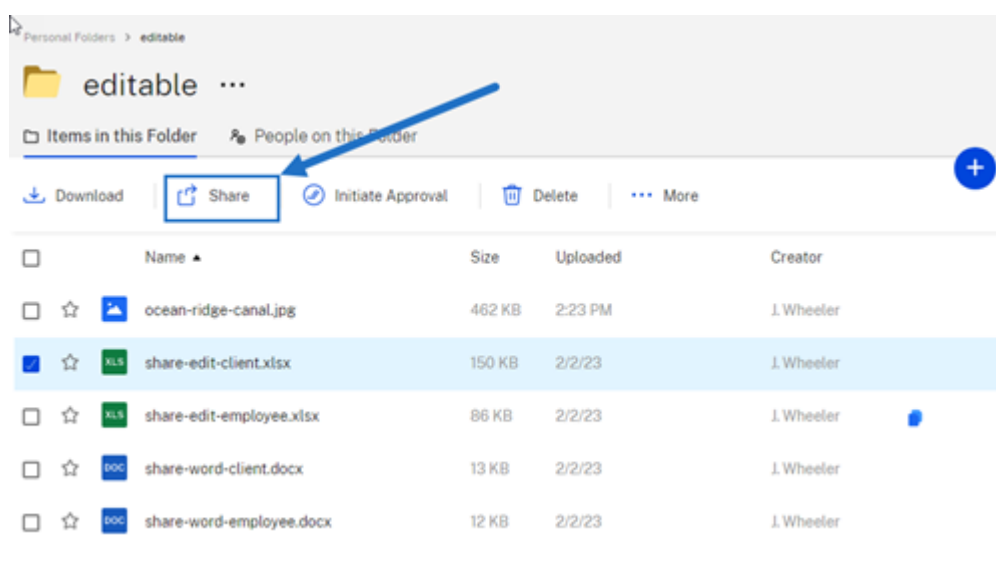 Personal Folders > editable
editable ...
Items in this Folder People on this Folder
Download Share Initiate Approval Delete ... More
Name Size Uploaded Creator
ocean-ridge-canal.jpg 462 KB 2:23 PM J. Wheeler
XLS share-edit-client.xlsx 150 KB 2/2/23 J. Wheeler
XLS share-edit-employee.xlsx 86 KB 2/2/23 J. Wheeler
DOC share-word-client.docx 13 KB 2/2/23 J. Wheeler
DOC share-word-employee.docx 12 KB 2/2/23 J. Wheeler